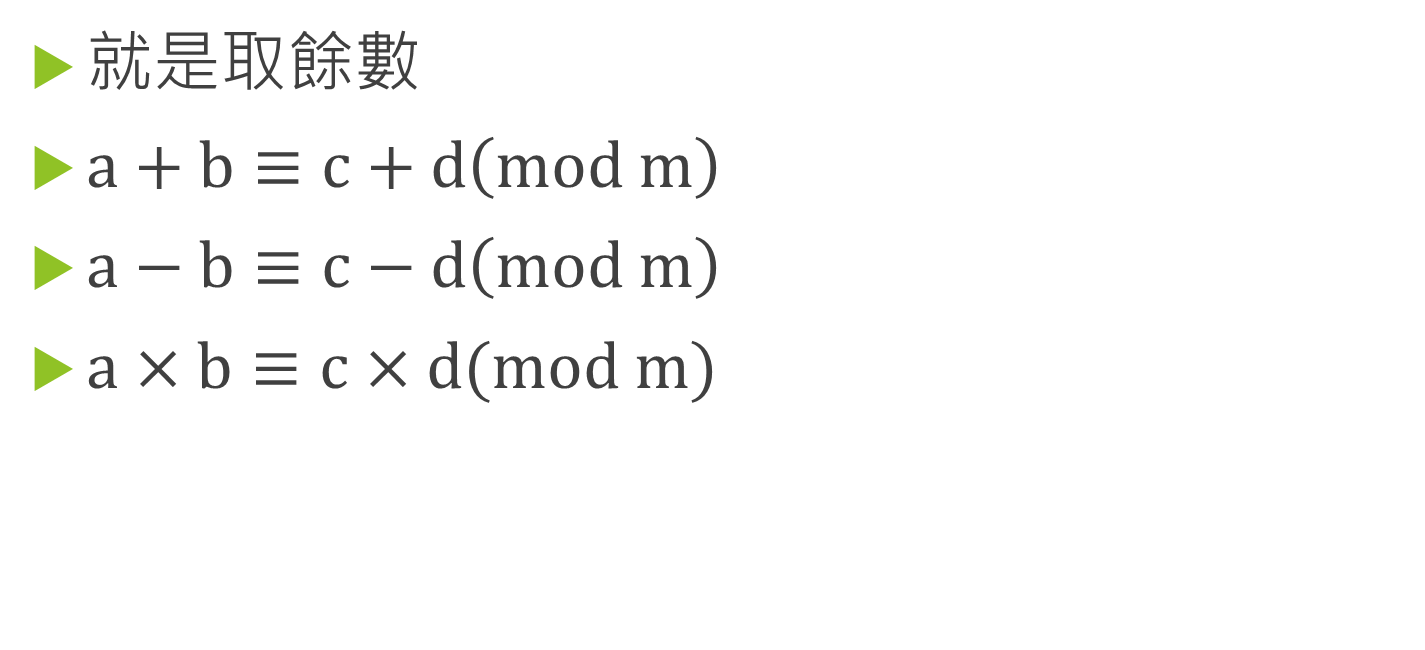 就是取餘數
a + b ≡ c + d(mod m)
a − b ≡ c − d(mod m)
a × b ≡ c × d(mod m)